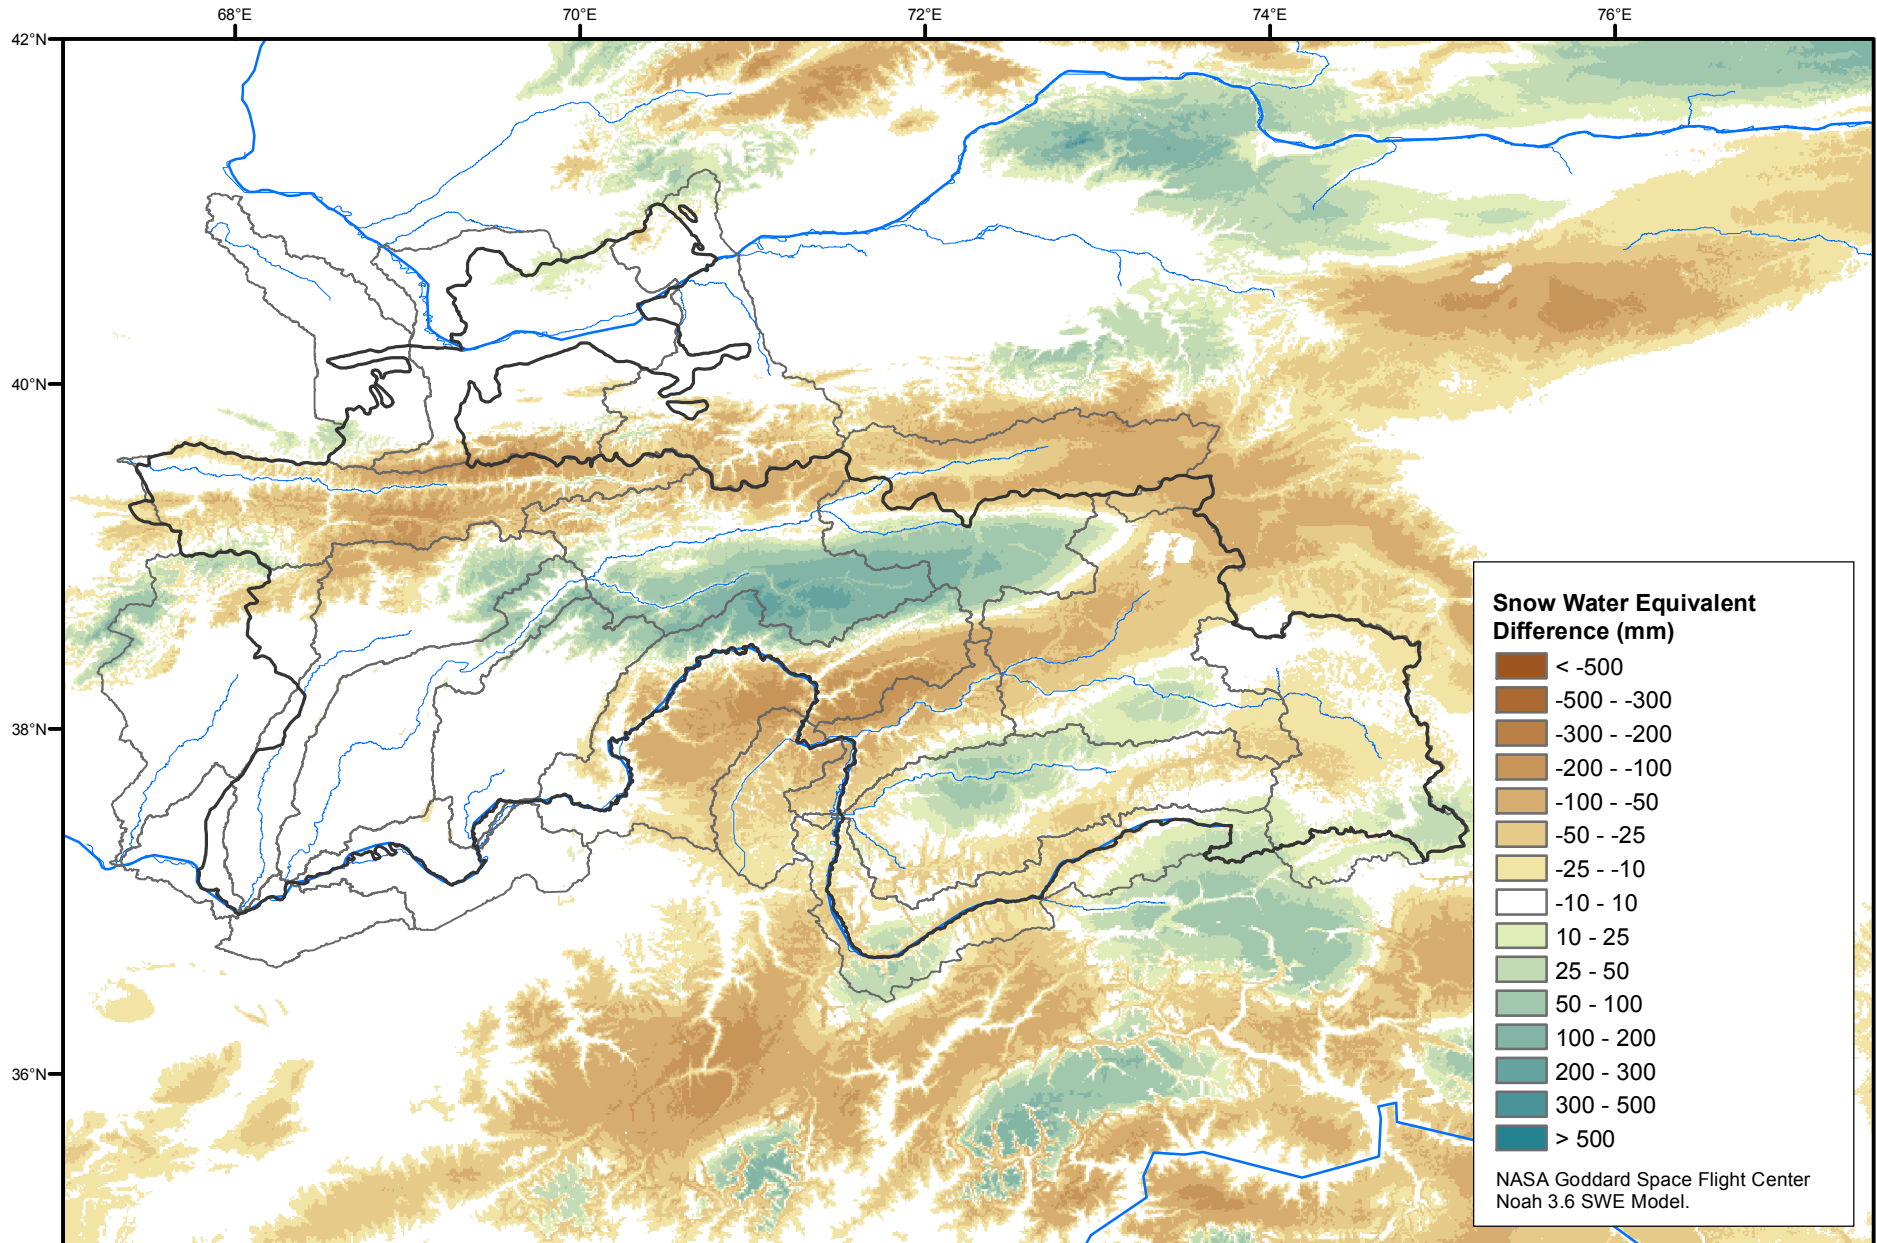 68°E 70°E 72°E 74°E 76°E
42°N
40°N
38°N
36°N
Snow Water Equivalent
Difference (mm)
< -500
-500 - -300
-300 - -200
-200 - -100
-100 - -50
-50 - -25
-25 - -10
-10 - 10
10 - 25
25 - 50
50 - 100
100 - 200
200 - 300
300 - 500
> 500
NASA Goddard Space Flight Center
Noah 3.6 SWE Model.